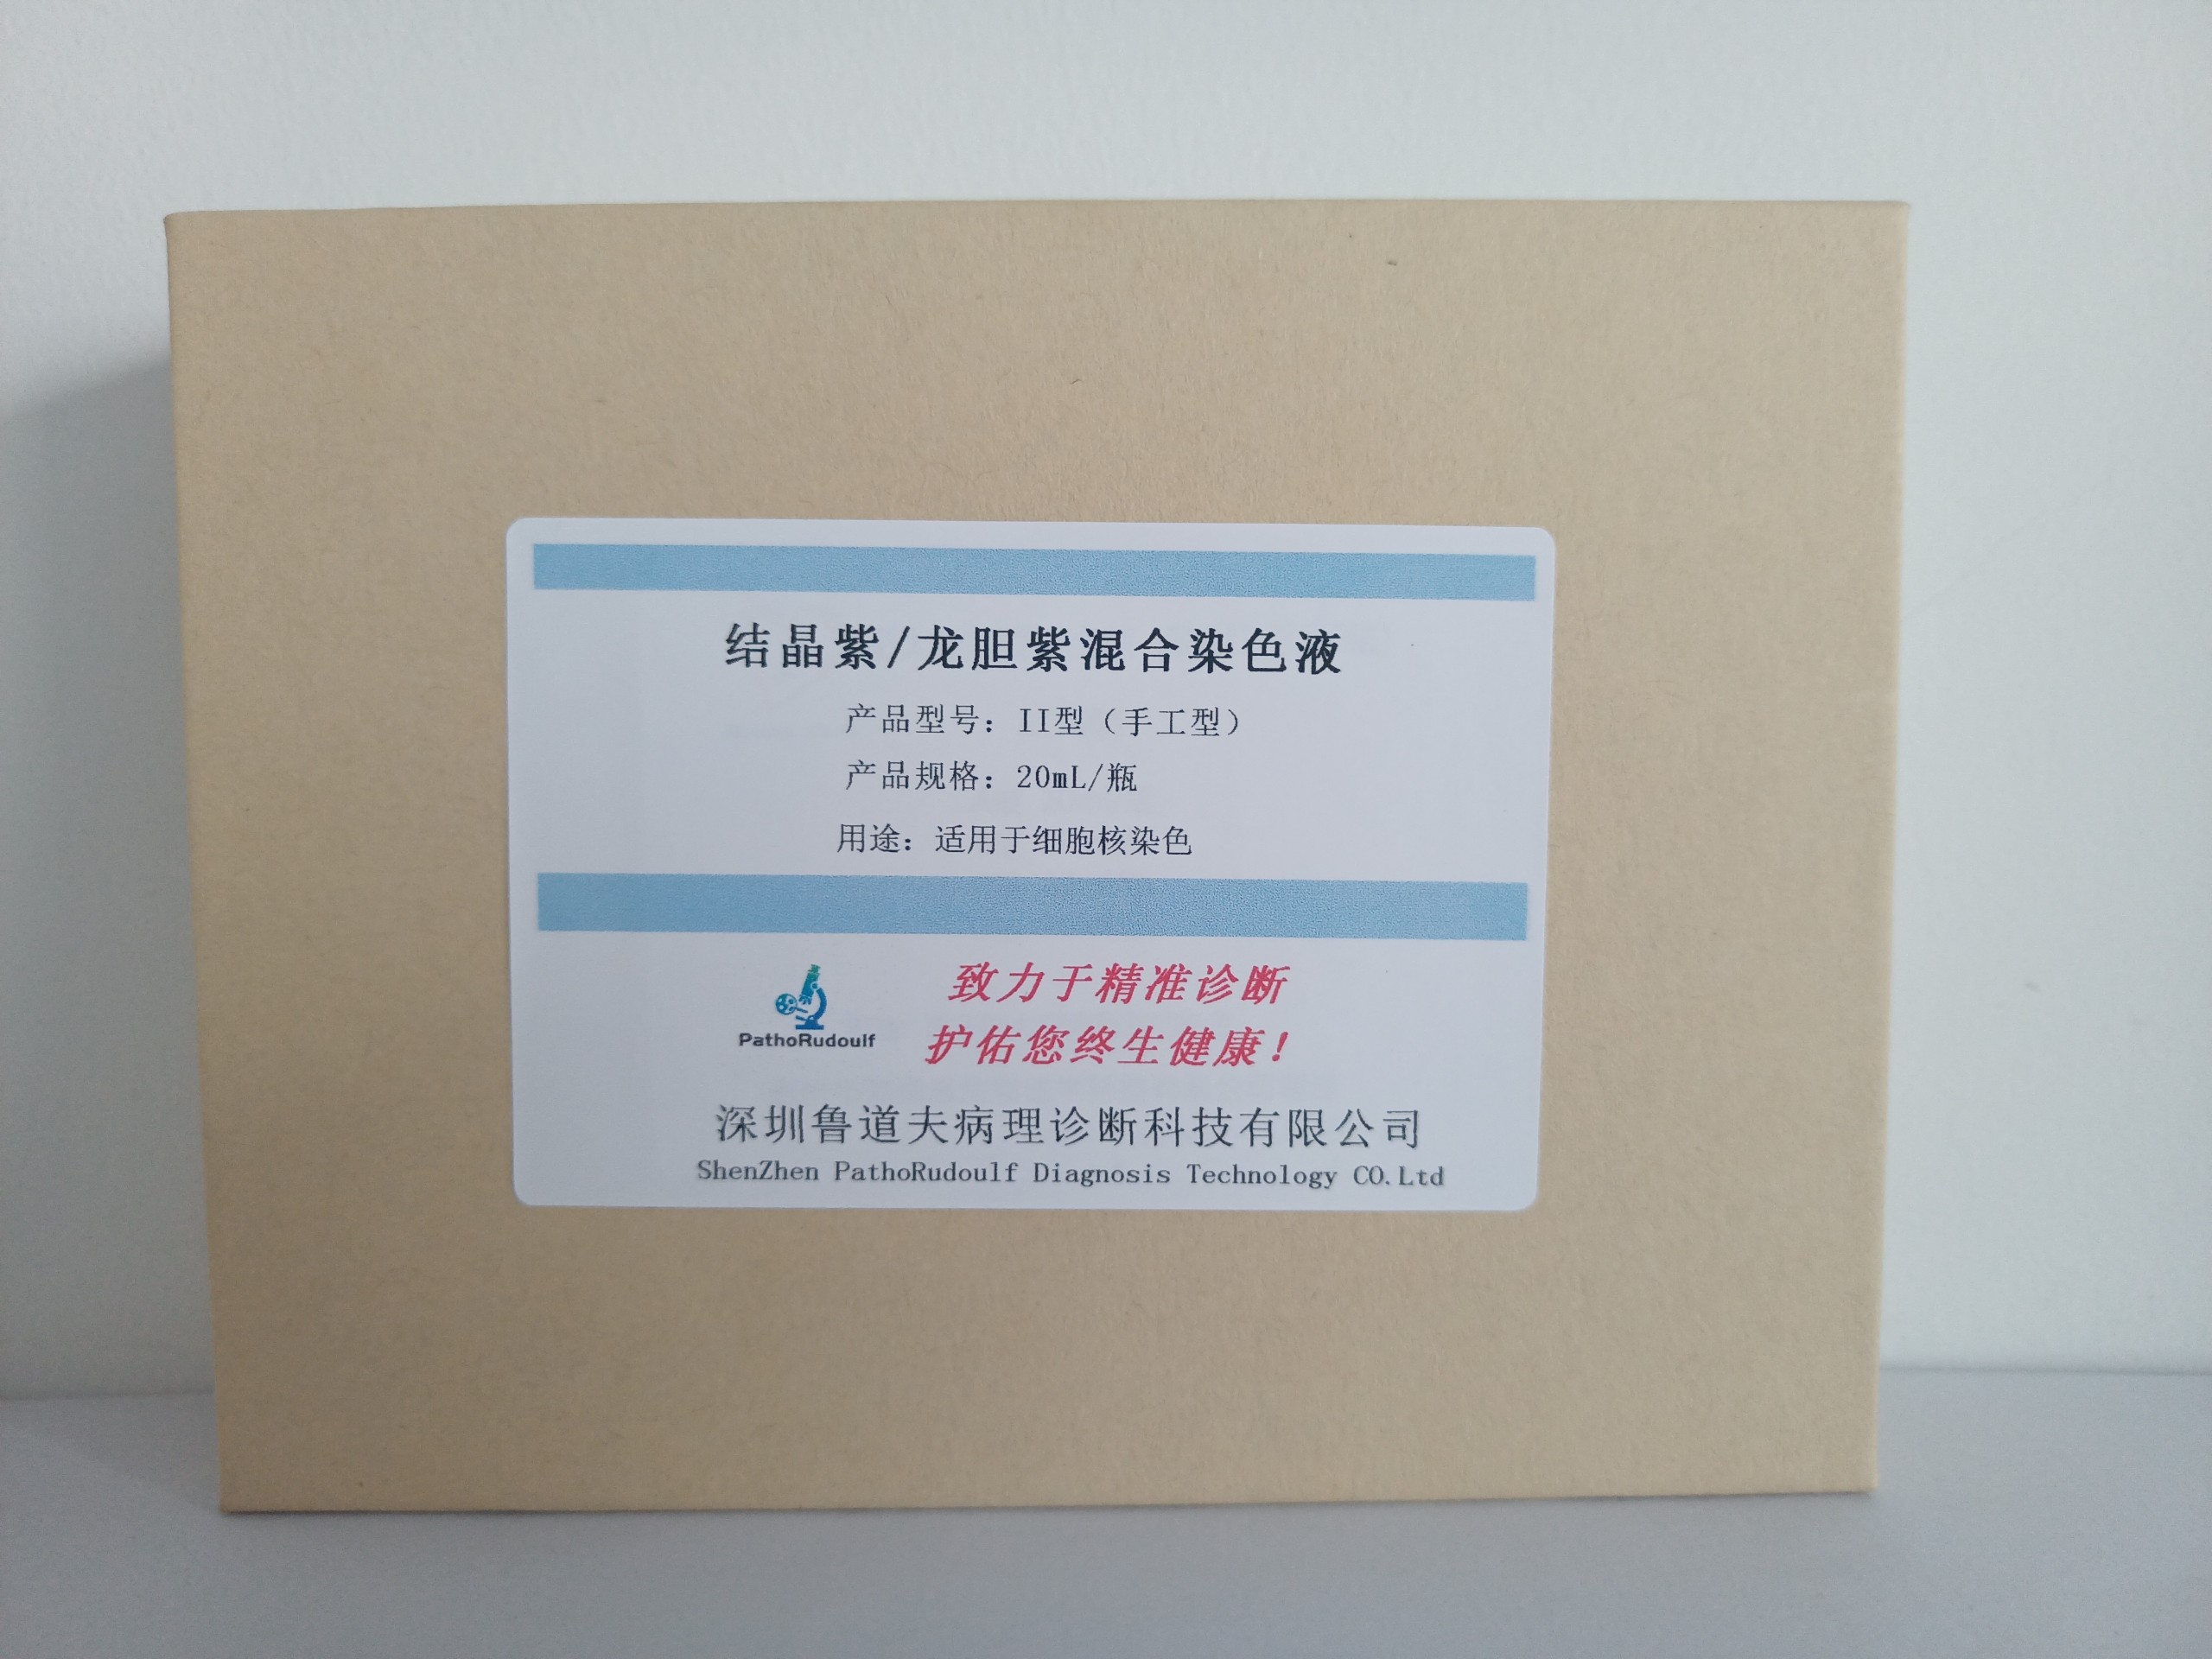 结晶紫/龙胆紫混合染色液
产品型号：II型（手工型）
产品规格：20mL/瓶
用途：适用于细胞核染色
PathoRudoulf
致力于精准诊断
护佑您终生健康！
深圳鲁道夫病理诊断科技有限公司
ShenZhen PathoRudoulf Diagnosis Technology CO.Ltd